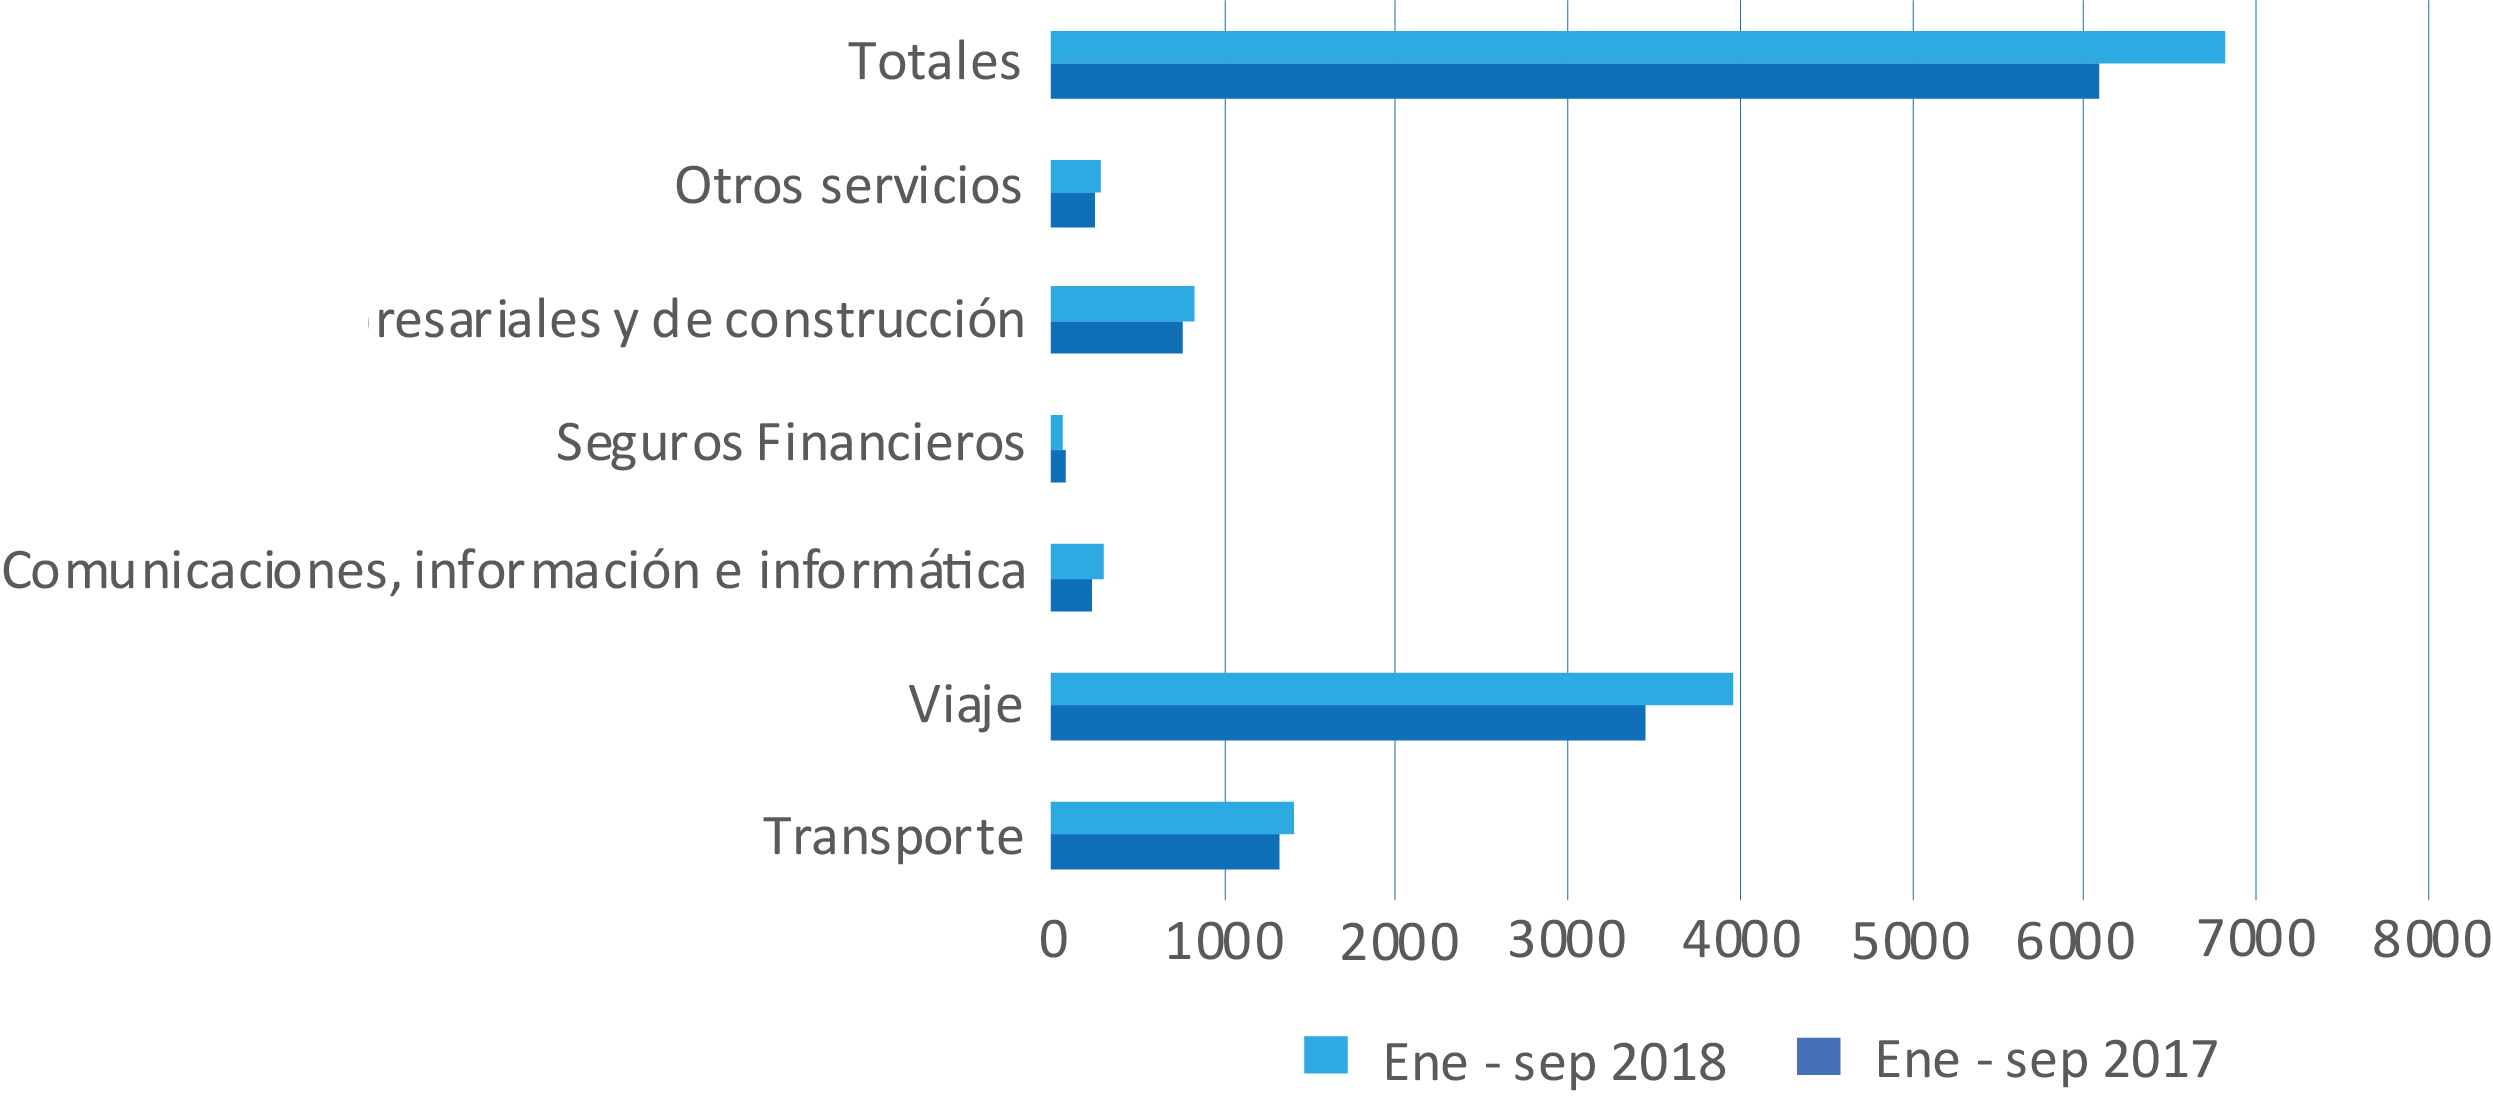 Totales
Otros servicios
resariales y de construcción
Seguros Financieros
Comunicaciones, información e informática
Viaje
Transporte
0 1000 2000 3000 4000 5000 6000 7000 8000
Ene - sep 2018 Ene - sep 2017